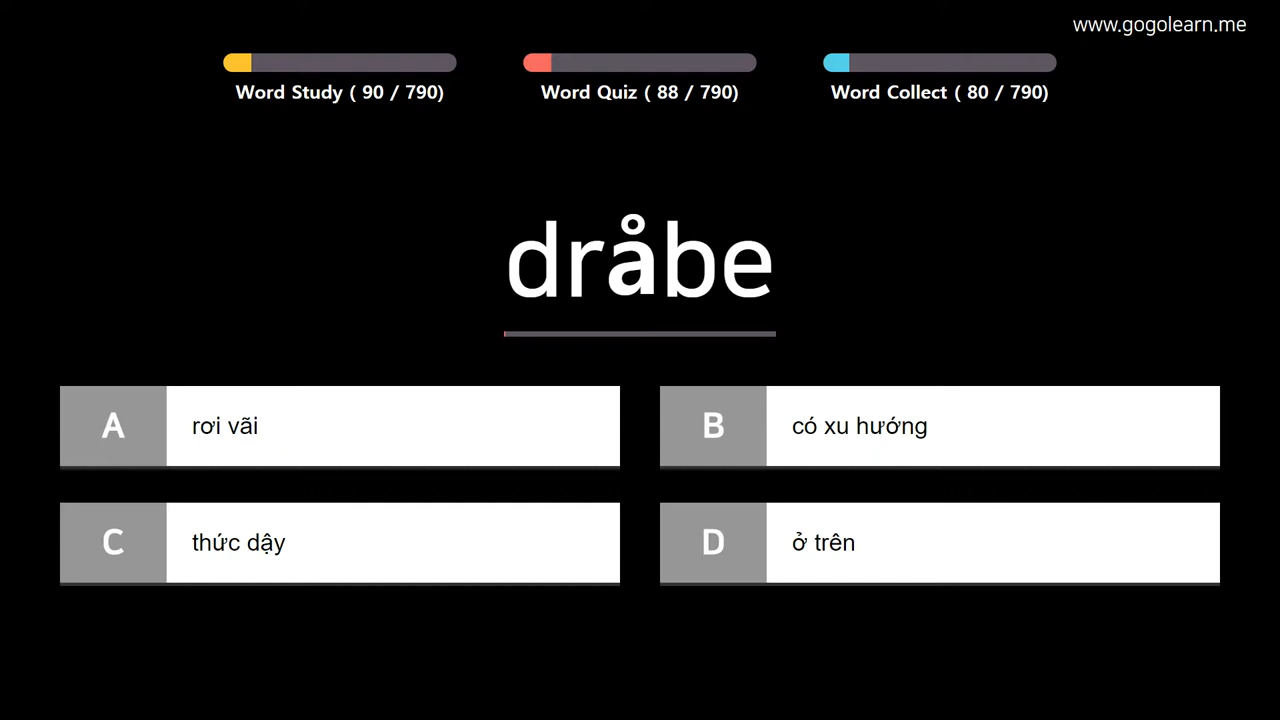 www.gogolearn.me
Word Study ( 90 / 790)
Word Quiz ( 88 / 790)
Word Collect ( 80 / 790)
dråbe
A rơi vãi
B có xu hướng
C thức dậy
D ở trên